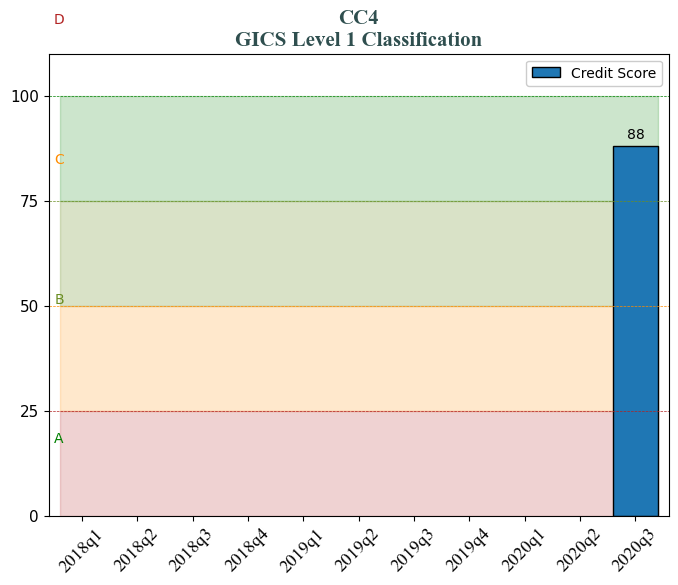 D
CC4
GICS Level 1 Classification
Credit Score
100
88
C
75
B
50
25
A
0
2018q1 2018q2 2018q3 2018q4 2019q1 2019q2 2019q3 2019q4 2020q1 2020q2 2020q3